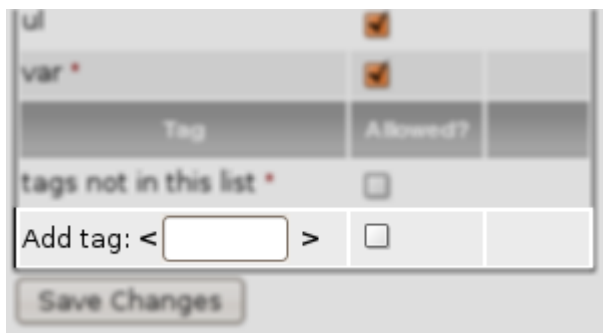 ul
var *
Tag Allowed?
tags not in this list *
Add tag: < >
Save Changes